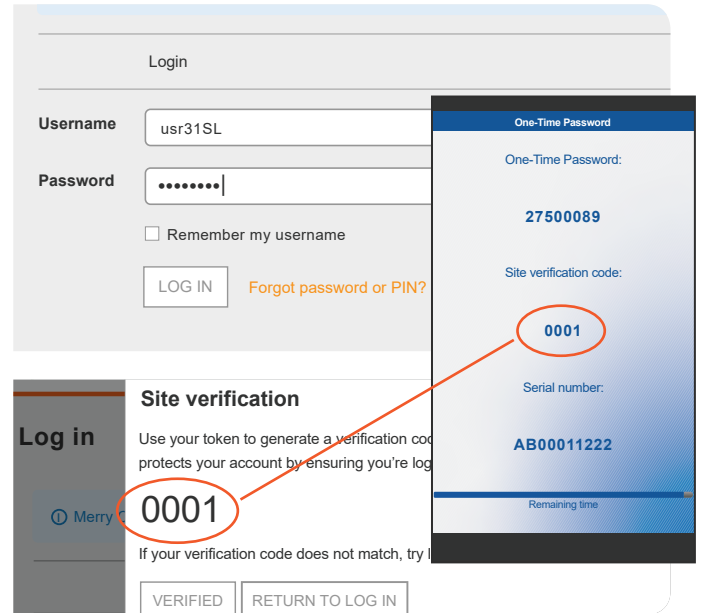 Login
Username
usr31SL
Password
••••••••
Remember my username
LOG IN
Forgot password or PIN?
One-Time Password
One-Time Password:
27500089
Site verification code:
0001
Serial number:
AB00011222
Remaining time
Log in
Merry
Site verification
Use your token to generate a verification
protects your account by ensuring you're
0001
If your verification code does not match, try
VERIFIED
RETURN TO LOG IN